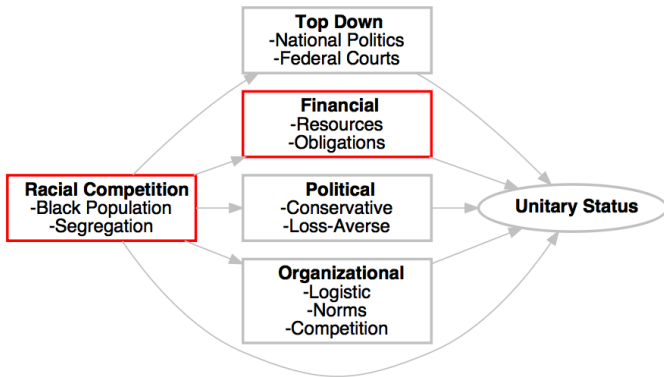 Top Down
-National Politics
-Federal Courts
Financial
-Resources
-Obligations
Racial Competition
-Black Population
-Segregation
Political
-Conservative
-Loss-Averse
Unitary Status
Organizational
-Logistic
-Norms
-Competition